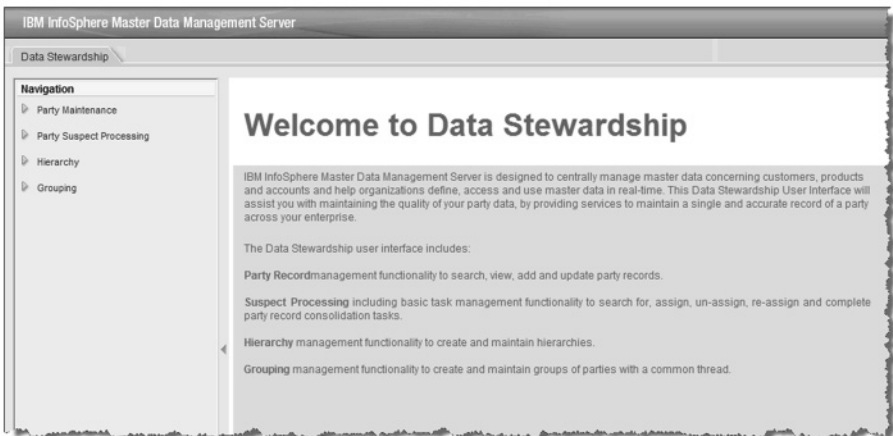 IBM InfoSphere Master Data Management Server
Data Stewardship
Navigation
Party Maintenance
Party Suspect Processing
Hierarchy
Grouping
Welcome to Data Stewardship
IBM InfoSphere Master Data Management Server is designed to centrally manage master data concerning customers, products
and accounts and help organizations define, access and use master data in real-time. This Data Stewardship User Interface will
assist you with maintaining the quality of your party data, by providing services to maintain a single and accurate record of a party
across your enterprise.
The Data Stewardship user interface includes:
Party Recordmanagement functionality to search, view, add and update party records.
Suspect Processing including basic task management functionality to search for, assign, un-assign, re-assign and complete
party record consolidation tasks.
Hierarchy management functionality to create and maintain hierarchies.
Grouping management functionality to create and maintain groups of parties with a common thread.